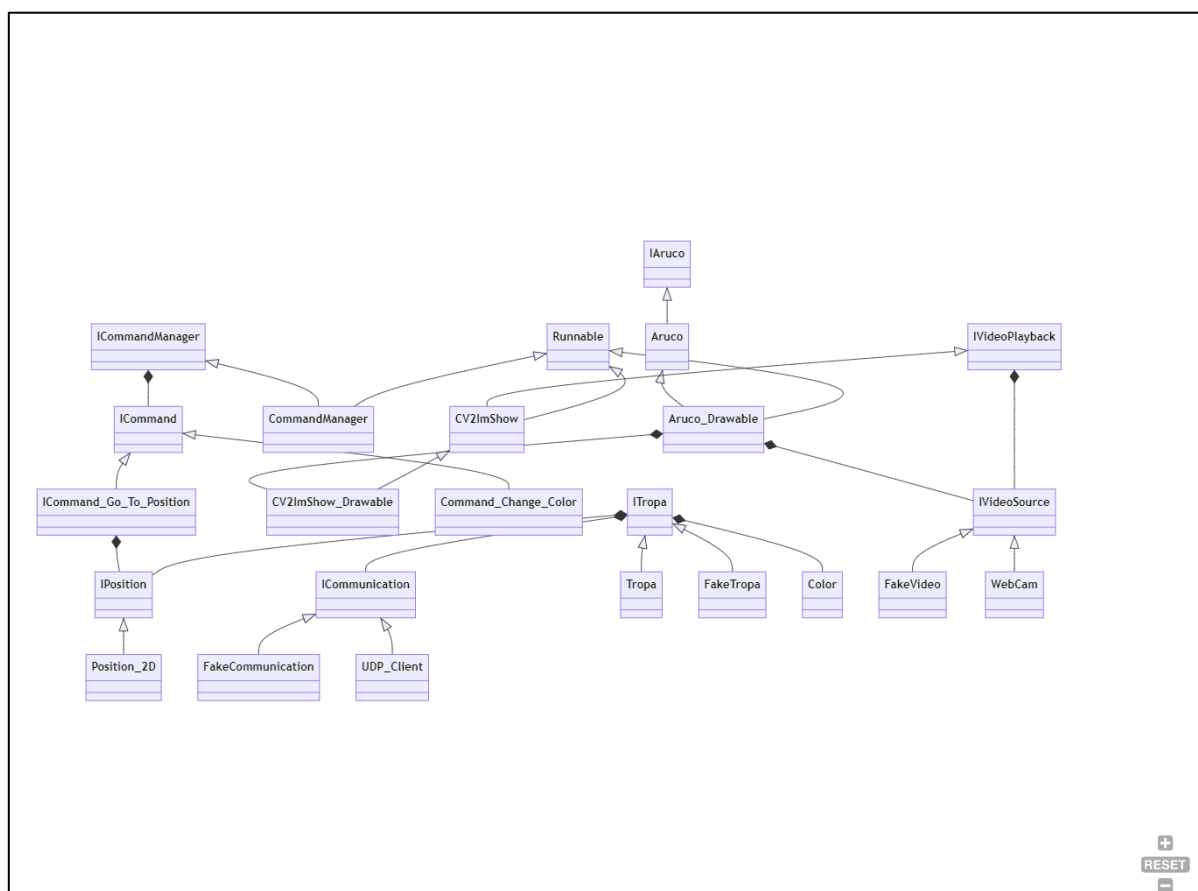 IAruco
ICommandManager
Runnable
Aruco
IVideoPlayback
ICommand
CommandManager
CV2ImShow
Aruco_Drawable
ICommand_Go_To_Position
CV2ImShow_Drawable
Command_Change_Color
ITropa
IVideoSource
IPosition
ICommunication
Tropa
FakeTropa
Color
FakeVideo
WebCam
Position_2D
FakeCommunication
UDP_Client
RESET